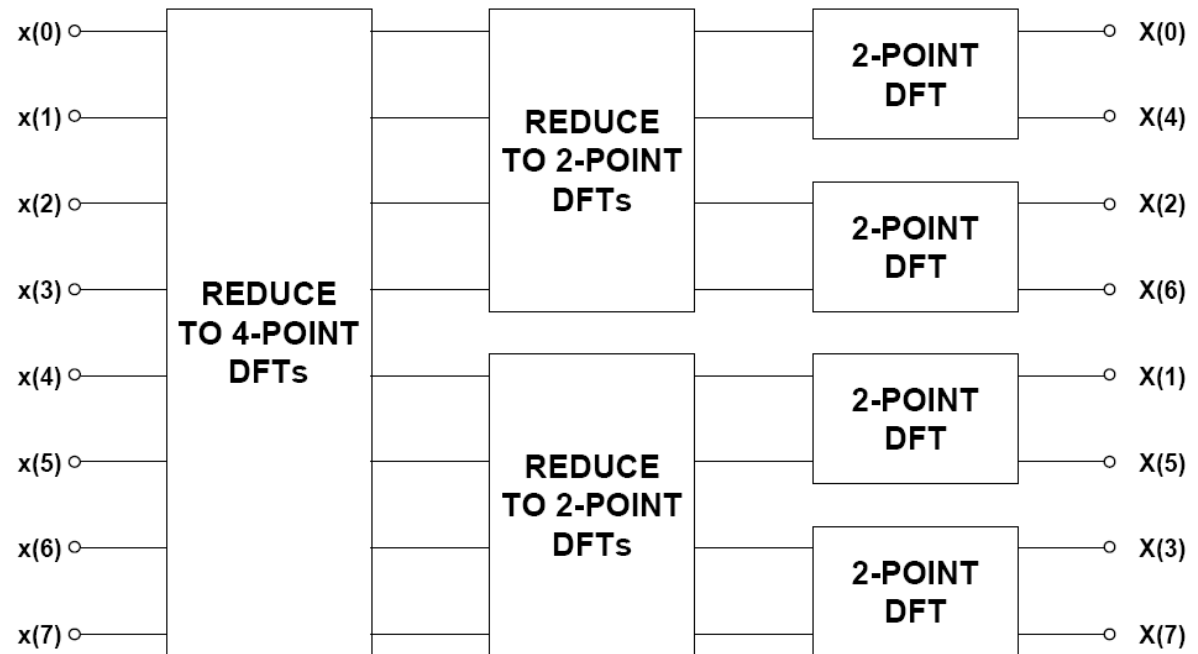 x(0)
x(1)
x(2)
x(3)
x(4)
x(5)
x(6)
x(7)
REDUCE
TO 4-POINT
DFTs
REDUCE
TO 2-POINT
DFTs
REDUCE
TO 2-POINT
DFTs
2-POINT
DFT
2-POINT
DFT
2-POINT
DFT
2-POINT
DFT
X(0)
X(4)
X(2)
X(6)
X(1)
X(5)
X(3)
X(7)